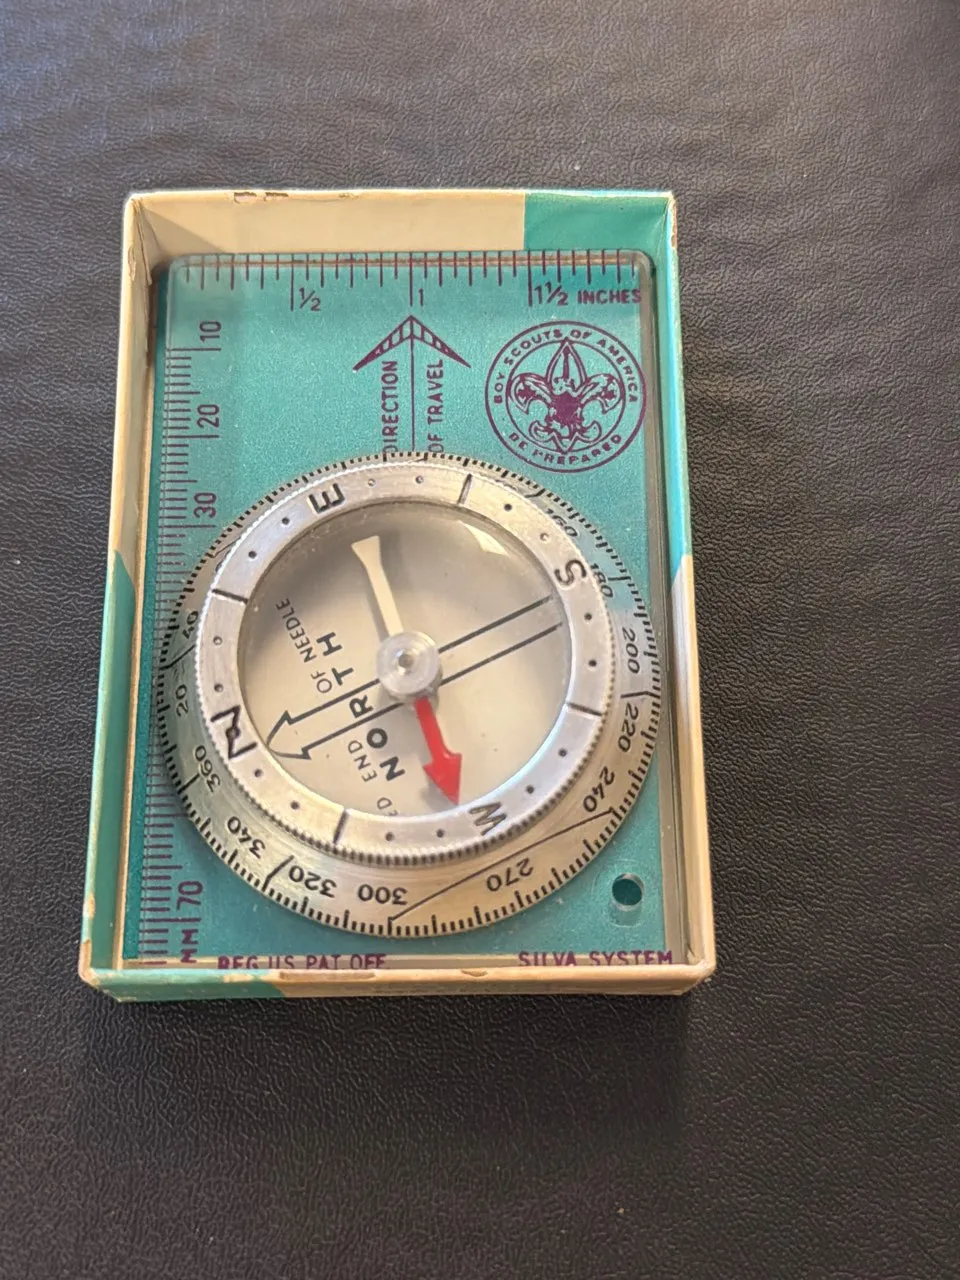 ½ 1 1½ INCHES
10
20
30
70
MM
DIRECTION
OF TRAVEL
BOY SCOUTS OF AMERICA
BE PREPARED
E
S
W
N
OF NEEDLE
NORTH
END
20
40
180
200
220
240
270
300
320
340
360
REG. U.S. PAT. OFF.
SILVA SYSTEM